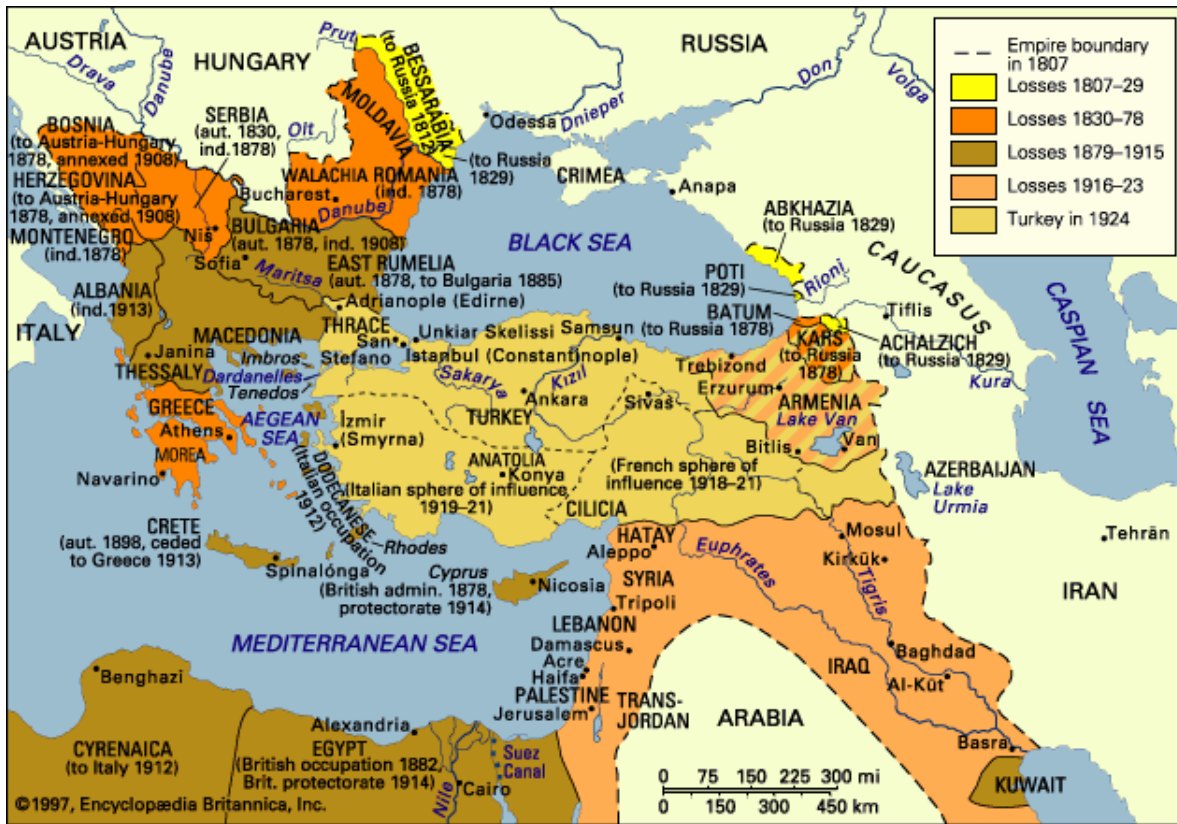 AUSTRIA
Drava
Danube
HUNGARY
Prut
BESSARABIA
(to Russia 1812)
RUSSIA
Don
Volga
Empire boundary
in 1807
Losses 1807–29
Losses 1830–78
Losses 1879–1915
Losses 1916–23
Turkey in 1924
BOSNIA
(to Austria-Hungary
1878, annexed 1908)
HERZEGOVINA
(to Austria-Hungary
1878, annexed 1908)
MONTENEGRO
(ind.1878)
SERBIA
(aut. 1830,
ind.1878)
Olt
MOLDAVIA
Odessa
Dnieper
(to Russia
1829)
CRIMEA
Anapa
WALACHIA ROMANIA
(ind. 1878)
Bucharest
Danube
Niš
BULGARIA
(aut. 1878, ind. 1908)
Sofia
Maritsa
EAST RUMELIA
(aut. 1878, to Bulgaria 1885)
Adrianople (Edirne)
BLACK SEA
ABKHAZIA
(to Russia 1829)
CAUCASUS
POTI
(to Russia 1829)
Rioni
BATUM
(to Russia 1878)
Tiflis
KARS
(to Russia
1878)
ACHALZICH
(to Russia 1829)
Kura
CASPIAN
SEA
ITALY
ALBANIA
(ind.1913)
MACEDONIA
Janina
THESSALY
Imbros
Dardanelles
Tenedos
THRACE
San
Stefano
Unkiar Skelissi
Istanbul (Constantinople)
Samsun
Trebizond
Erzurum
Sakarya
Kızıl
Ankara
Sivas
TURKEY
ARMENIA
Lake Van
Van
Bitlis
GREECE
Athens
MOREA
Navarino
AEGEAN
SEA
İzmir
(Smyrna)
ANATOLIA
Konya
(Italian sphere of influence
1919–21)
(French sphere of
influence 1918–21)
CILICIA
AZERBAIJAN
Lake
Urmia
Tehrān
IRAN
DODECANESE
(Italian occupation
1912)
Rhodes
CRETE
(aut. 1898, ceded
to Greece 1913)
Spinalónga
Cyprus
(British admin. 1878,
protectorate 1914)
Nicosia
HATAY
Aleppo
SYRIA
Tripoli
LEBANON
Damascus
Acre
Haifa
PALESTINE
Jerusalem
TRANS-
JORDAN
Euphrates
Mosul
Kirkūk
Tigris
Baghdad
IRAQ
Al-Kūt
Basra
KUWAIT
ARABIA
MEDITERRANEAN SEA
Benghazi
CYRENAICA
(to Italy 1912)
Alexandria
EGYPT
(British occupation 1882,
Brit. protectorate 1914)
Suez
Canal
Nile
Cairo
0 75 150 225 300 mi
0 150 300 450 km
©1997, Encyclopædia Britannica, Inc.